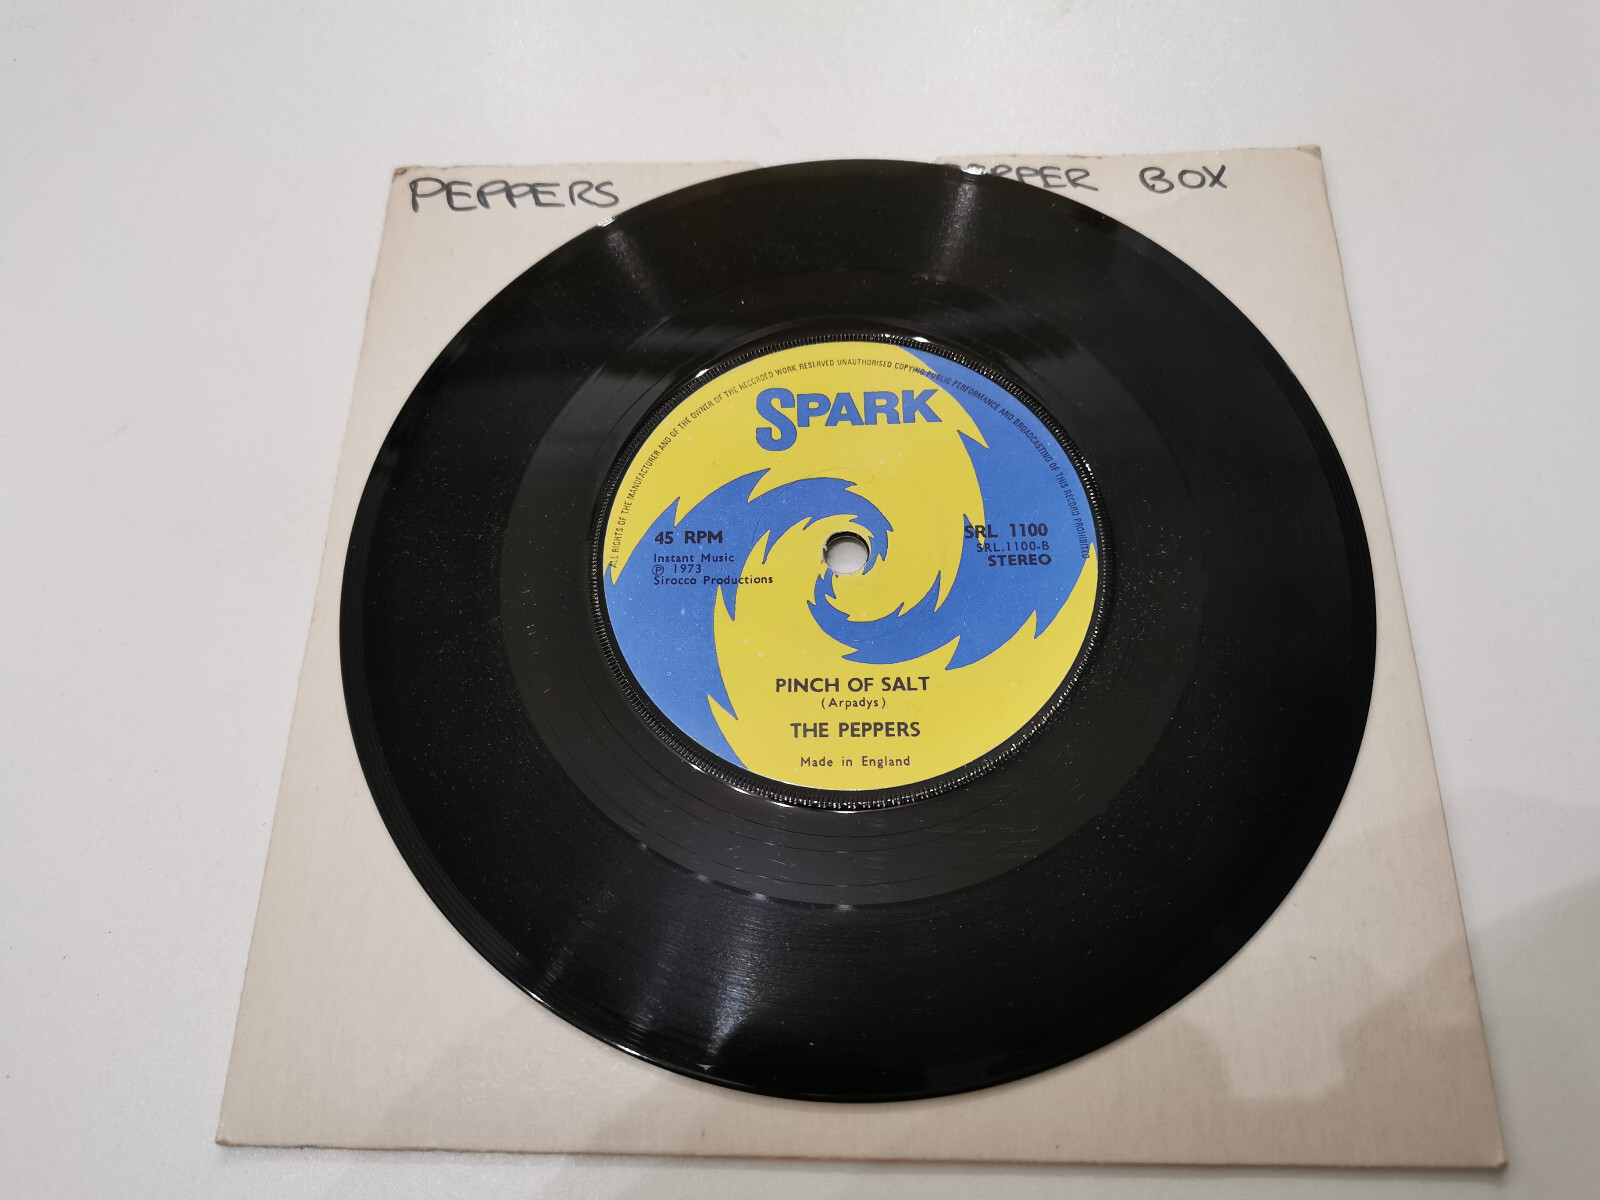 PEPPERS
PEPPER BOX
ALL RIGHTS OF THE MANUFACTURER AND OF THE OWNER OF THE RECORDED WORK RESERVED UNAUTHORISED COPYING PUBLIC PERFORMANCE AND BROADCASTING OF THIS RECORD PROHIBITED
SPARK
45 RPM
Instant Music
Ⓟ 1973
Sirocco Productions
SRL 1100
SRL.1100-B
STEREO
PINCH OF SALT
(Arpadys)
THE PEPPERS
Made in England